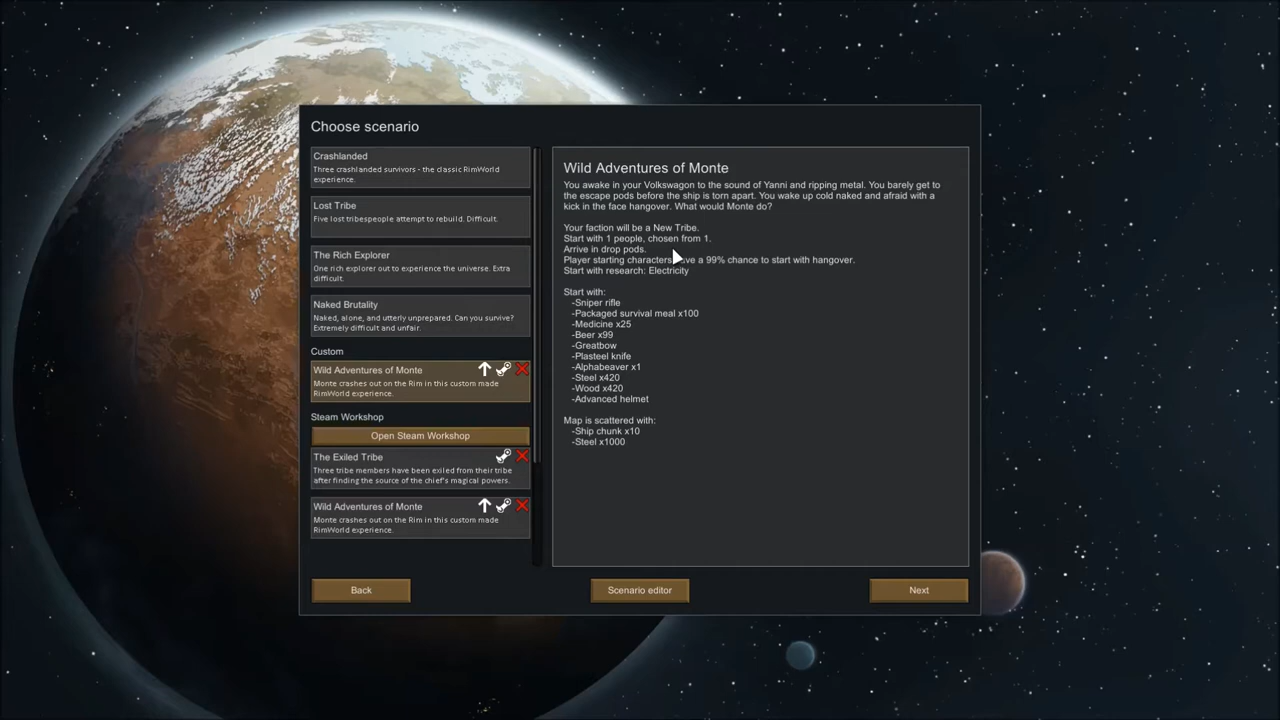 Choose scenario
Crashlanded
Three crashlanded survivors - the classic RimWorld
experience.
Lost Tribe
Five lost tribespeople attempt to rebuild. Difficult.
The Rich Explorer
One rich explorer out to experience the universe. Extra
difficult.
Naked Brutality
Naked, alone, and utterly unprepared. Can you survive?
Extremely difficult and unfair.
Custom
Wild Adventures of Monte
Monte crashes out on the Rim in this custom made
RimWorld experience.
Steam Workshop
Open Steam Workshop
The Exiled Tribe
Three tribe members have been exiled from their tribe
after finding the source of the chief's magical powers.
Wild Adventures of Monte
Monte crashes out on the Rim in this custom made
RimWorld experience.
Wild Adventures of Monte
You awake in your Volkswagon to the sound of Yanni and ripping metal. You barely get to
the escape pods before the ship is torn apart. You wake up cold naked and afraid with a
kick in the face hangover. What would Monte do?
Your faction will be a New Tribe.
Start with 1 people, chosen from 1.
Arrive in drop pods.
Player starting characters ve a 99% chance to start with hangover.
Start with research: Electricity
Start with:
-Sniper rifle
-Packaged survival meal x100
-Medicine x25
-Beer x99
-Greatbow
-Plasteel knife
-Alphabeaver x1
-Steel x420
-Wood x420
-Advanced helmet
Map is scattered with:
-Ship chunk x10
-Steel x1000
Back
Scenario editor
Next